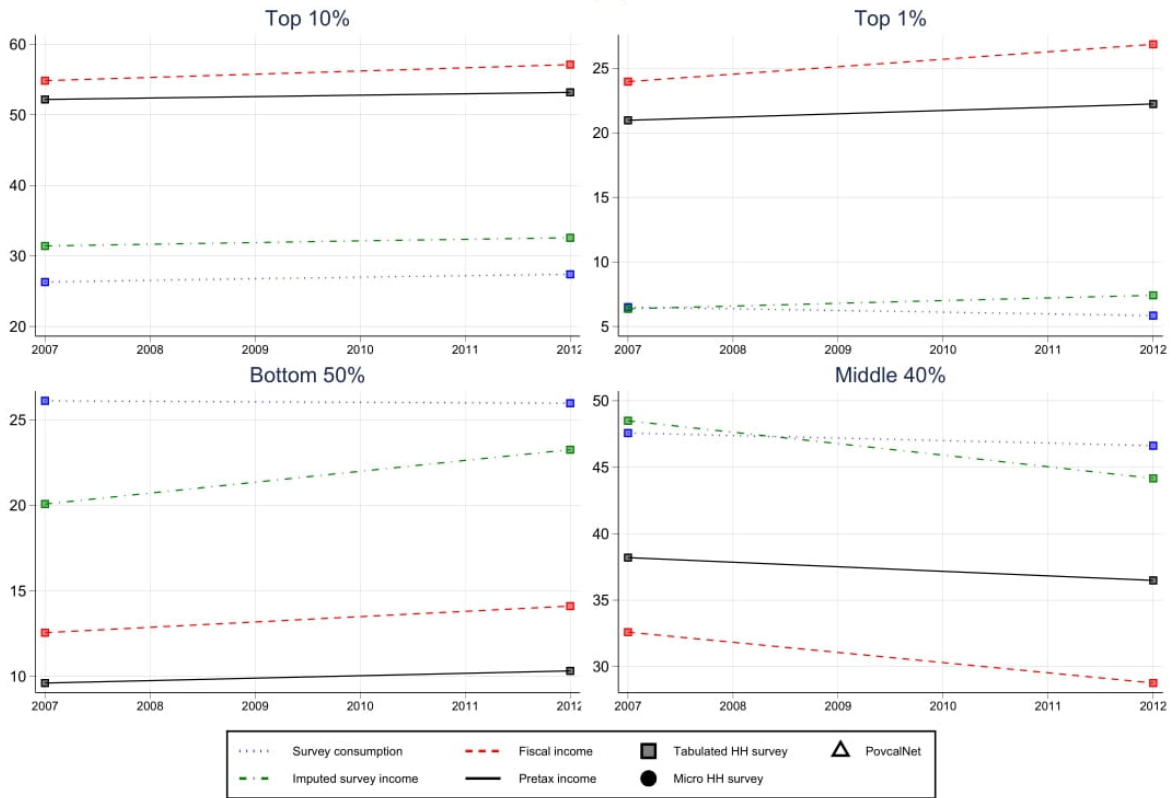 Top 10%
Top 1%
60
50
40
30
20
2007 2008 2009 2010 2011 2012
25
20
15
10
5
2007 2008 2009 2010 2011 2012
Bottom 50%
Middle 40%
25
20
15
10
2007 2008 2009 2010 2011 2012
50
45
40
35
30
2007 2008 2009 2010 2011 2012
Survey consumption Fiscal income Tabulated HH survey PovcalNet
Imputed survey income Pretax income Micro HH survey